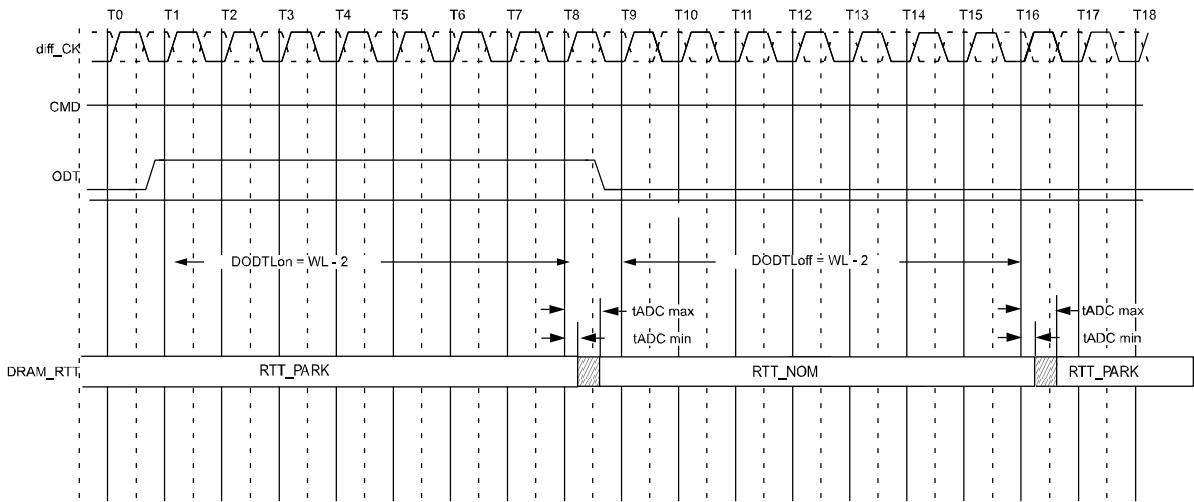 T0 T1 T2 T3 T4 T5 T6 T7 T8 T9 T10 T11 T12 T13 T14 T15 T16 T17 T18
diff_CK
CMD
ODT
DODTLon = WL - 2 DODTLoff = WL - 2
tADC max tADC max
tADC min tADC min
DRAM_RTT RTT_PARK RTT_NOM RTT_PARK